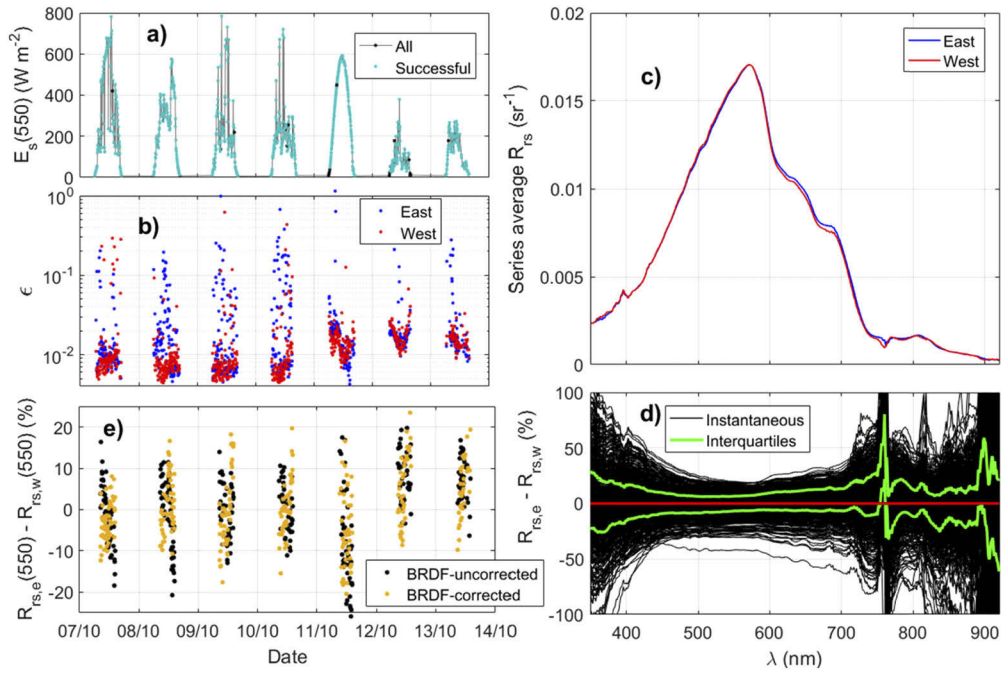 a)
E_s(550) (W m^-2)
800
600
400
200
0
All
Successful
b)
ϵ
10^0
10^-1
10^-2
East
West
e)
R_rs,e(550) - R_rs,w(550) (%)
20
10
0
-10
-20
BRDF-uncorrected
BRDF-corrected
07/10 08/10 09/10 10/10 11/10 12/10 13/10 14/10
Date
c)
Series average R_rs (sr^-1)
0.02
0.015
0.01
0.005
0
East
West
d)
R_rs,e - R_rs,w (%)
100
50
0
-50
-100
Instantaneous
Interquartiles
400 500 600 700 800 900
λ (nm)